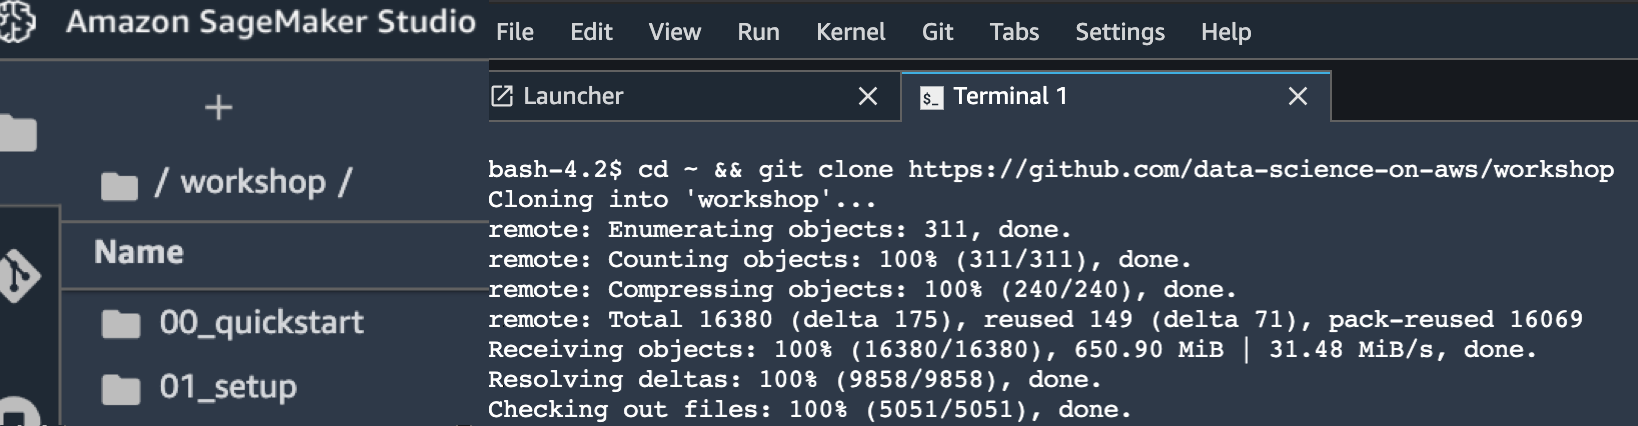 Amazon SageMaker Studio
File Edit View Run Kernel Git Tabs Settings Help
+
Launcher
$_ Terminal 1
/ workshop /
Name
00_quickstart
01_setup
bash-4.2$ cd ~ && git clone https://github.com/data-science-on-aws/workshop
Cloning into 'workshop'...
remote: Enumerating objects: 311, done.
remote: Counting objects: 100% (311/311), done.
remote: Compressing objects: 100% (240/240), done.
remote: Total 16380 (delta 175), reused 149 (delta 71), pack-reused 16069
Receiving objects: 100% (16380/16380), 650.90 MiB | 31.48 MiB/s, done.
Resolving deltas: 100% (9858/9858), done.
Checking out files: 100% (5051/5051), done.